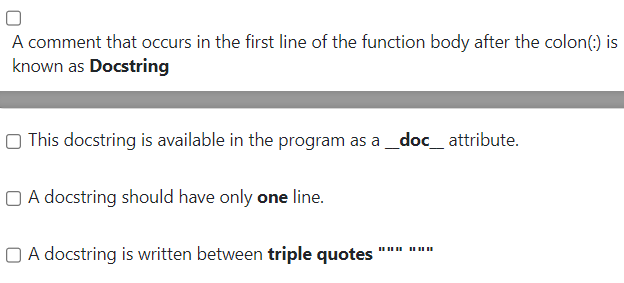 A comment that occurs in the first line of the function body after the colon(:) is
known as Docstring
This docstring is available in the program as a __doc__ attribute.
A docstring should have only one line.
A docstring is written between triple quotes """ """